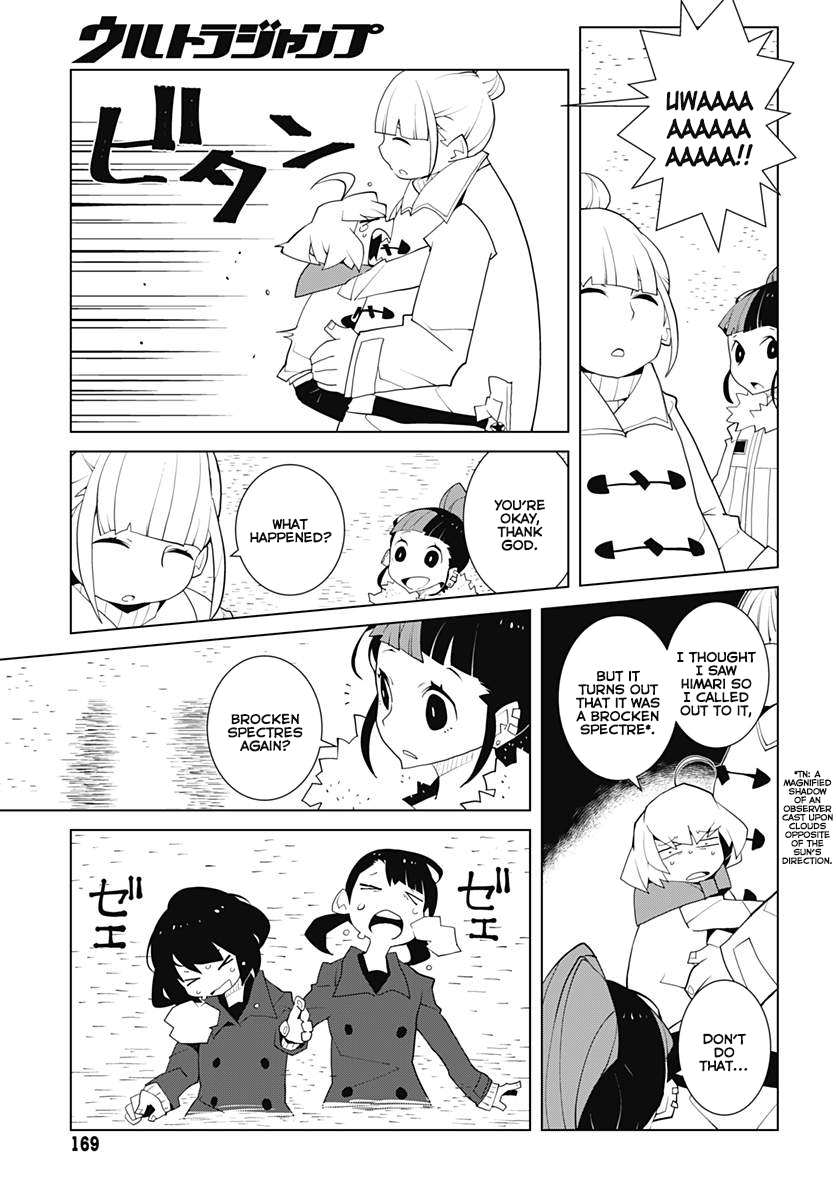 ウルトラジャンプ
UWAAAA
AAAAAA
AAAAA!!
ビタン
YOU'RE
OKAY,
THANK
GOD.
WHAT
HAPPENED?
I THOUGHT
I SAW
HIMARI SO
I CALLED
OUT TO IT,
BUT IT
TURNS OUT
THAT IT WAS
A BROCKEN
SPECTRE*.
*TN: A
MAGNIFIED
SHADOW
OF AN
OBSERVER
CAST UPON
CLOUDS
OPPOSITE
OF THE
SUN'S
DIRECTION.
DON'T
DO
THAT...
BROCKEN
SPECTRES
AGAIN?
ゼェ
ゼェ
169